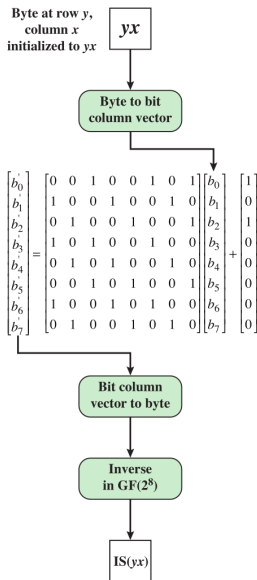 Byte at row y,
column x
initialized to yx
yx
Byte to bit
column vector
b'0 = 0 0 1 0 0 1 0 1 b0 + 1
b'1 1 0 0 1 0 0 1 0 b1 0
b'2 0 1 0 0 1 0 0 1 b2 1
b'3 1 0 1 0 0 1 0 0 b3 0
b'4 0 1 0 1 0 0 1 0 b4 0
b'5 0 0 1 0 1 0 0 1 b5 0
b'6 1 0 0 1 0 1 0 0 b6 0
b'7 0 1 0 0 1 0 1 0 b7 0
Bit column
vector to byte
Inverse
in GF(2⁸)
IS(yx)